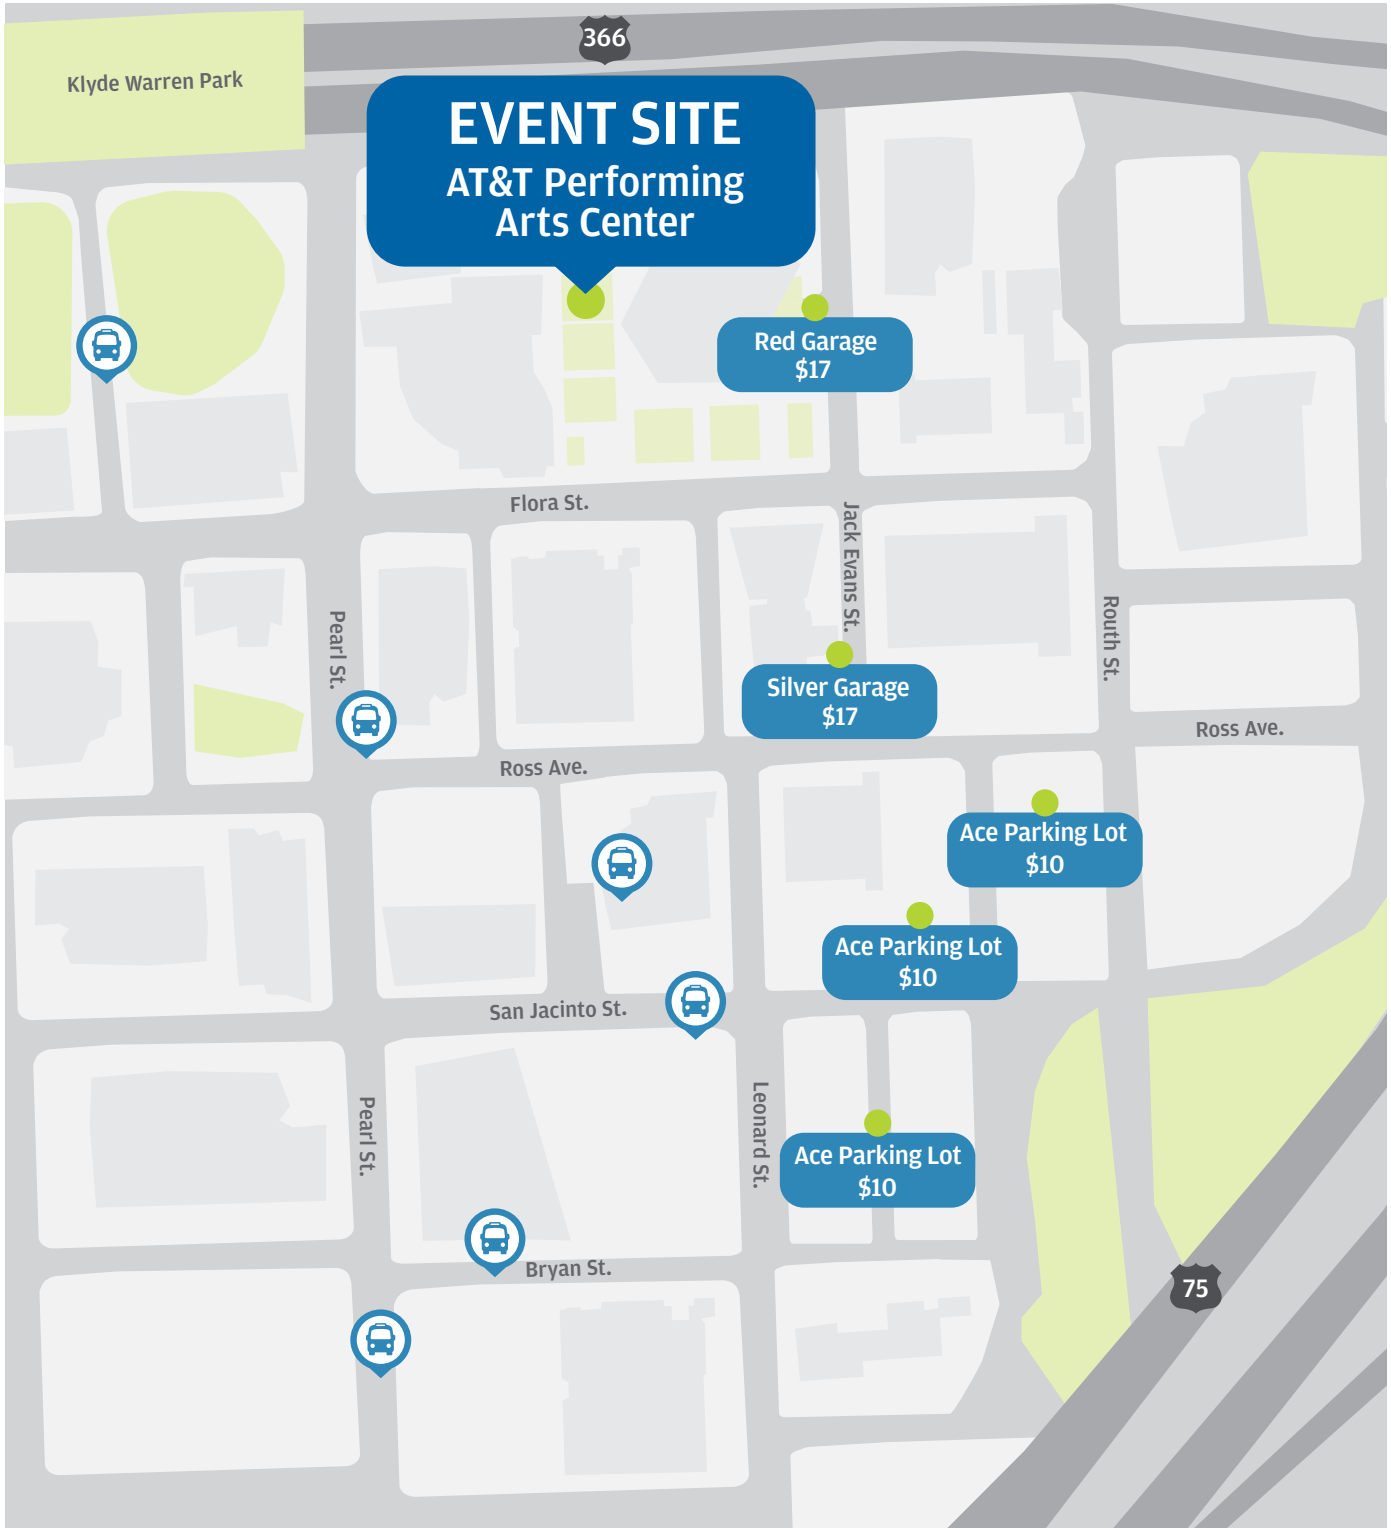 366
Klyde Warren Park
EVENT SITE
AT&T Performing
Arts Center
Red Garage
$17
Flora St.
Jack Evans St.
Pearl St.
Routh St.
Silver Garage
$17
Ross Ave.
Ross Ave.
Ace Parking Lot
$10
Ace Parking Lot
$10
San Jacinto St.
Leonard St.
Pearl St.
Ace Parking Lot
$10
Bryan St.
75